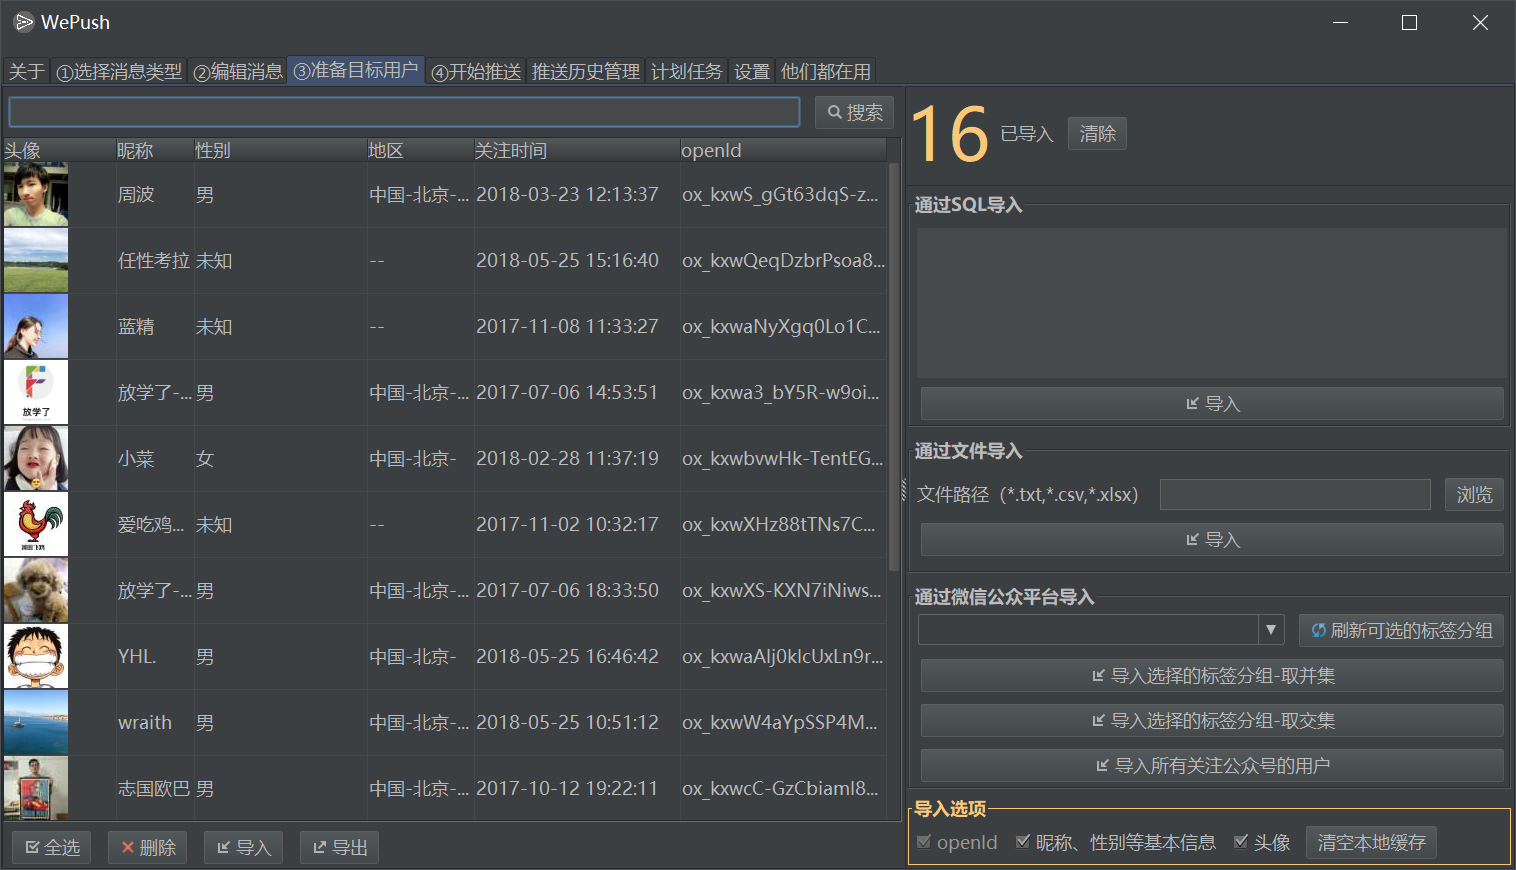 WePush
关于 ①选择消息类型 ②编辑消息 ③准备目标用户 ④开始推送 推送历史管理 计划任务 设置 他们都在用
搜索
头像 昵称 性别 地区 关注时间 openId
周波 男 中国-北京-... 2018-03-23 12:13:37 ox_kxwS_gGt63dqS-z...
任性考拉 未知 -- 2018-05-25 15:16:40 ox_kxwQeqDzbrPsoa8...
蓝精 未知 -- 2017-11-08 11:33:27 ox_kxwaNyXgq0Lo1C...
放学了
放学了-... 男 中国-北京-... 2017-07-06 14:53:51 ox_kxwa3_bY5R-w9oi...
小菜 女 中国-北京- 2018-02-28 11:37:19 ox_kxwbvwHk-TentEG...
爱吃鸡... 未知 -- 2017-11-02 10:32:17 ox_kxwXHz88tTNs7C...
放学了-... 男 中国-北京-... 2017-07-06 18:33:50 ox_kxwXS-KXN7iNiws...
YHL. 男 中国-北京- 2018-05-25 16:46:42 ox_kxwaAlj0klcUxLn9r...
wraith 男 中国-北京-... 2018-05-25 10:51:12 ox_kxwW4aYpSSP4M...
志国欧巴 男 中国-北京-... 2017-10-12 19:22:11 ox_kxwcC-GzCbiaml8...
全选 删除 导入 导出
16 已导入 清除
通过SQL导入
导入
通过文件导入
文件路径（*.txt,*.csv,*.xlsx） 浏览
导入
通过微信公众平台导入
刷新可选的标签分组
导入选择的标签分组-取并集
导入选择的标签分组-取交集
导入所有关注公众号的用户
导入选项
openId 昵称、性别等基本信息 头像 清空本地缓存